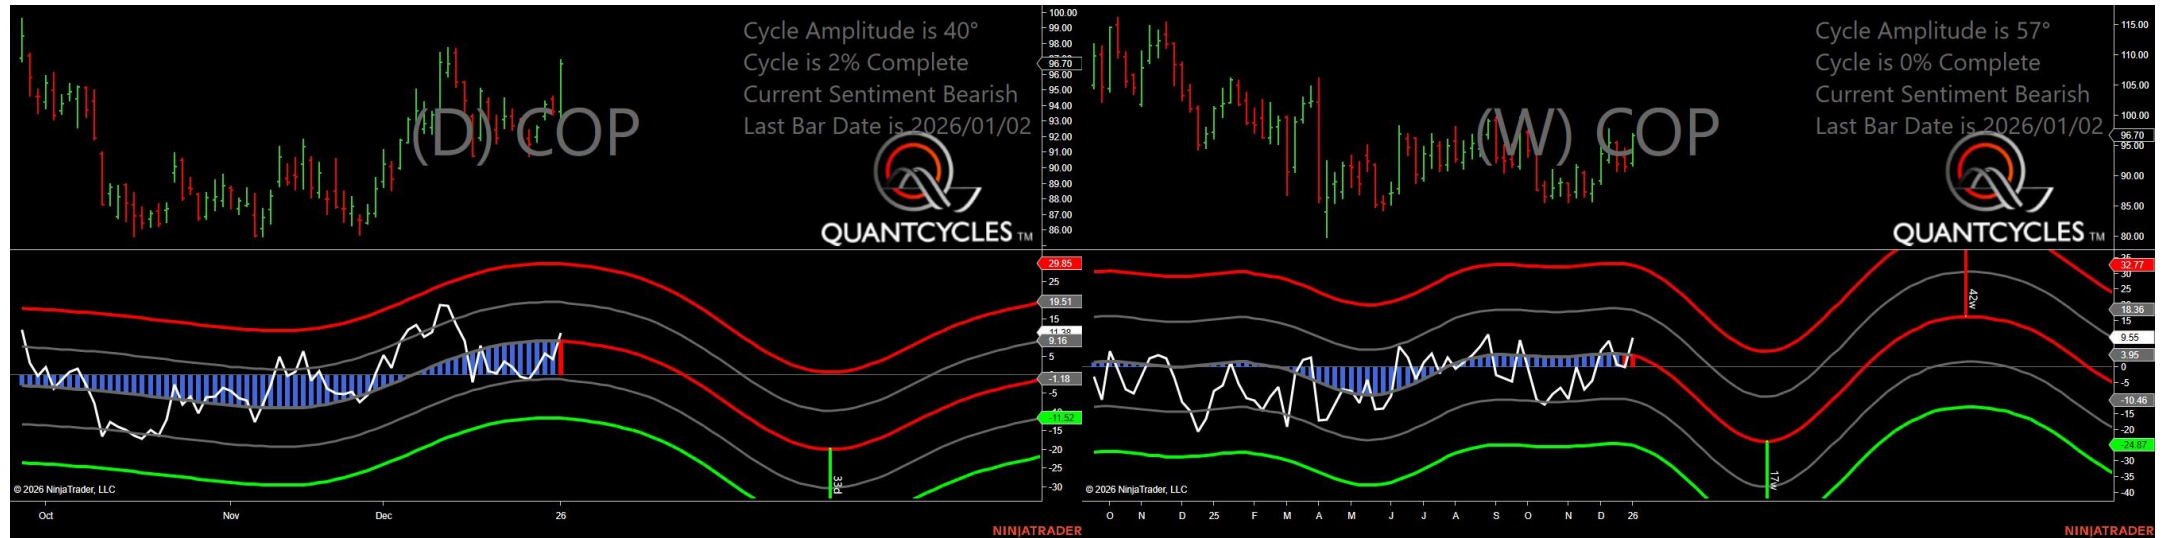 Cycle Amplitude is 40°
Cycle is 2% Complete
Current Sentiment Bearish
Last Bar Date is 2026/01/02
(D) COP
QUANTCYCLES TM
100.00
99.00
98.00
96.70
96.00
95.00
94.00
93.00
92.00
91.00
90.00
89.00
88.00
87.00
86.00
29.85
25
19.51
15
11.38
9.16
5
-1.18
-5
-11.52
-15
-20
-25
-30
33d
© 2026 NinjaTrader, LLC
Oct Nov Dec 26
NINJATRADER
Cycle Amplitude is 57°
Cycle is 0% Complete
Current Sentiment Bearish
Last Bar Date is 2026/01/02
(W) COP
QUANTCYCLES TM
115.00
110.00
105.00
100.00
96.70
95.00
90.00
85.00
80.00
32.77
30
25
18.36
15
9.55
3.95
0
-5
-10.46
-15
-20
-24.87
-30
-35
-40
42w
17w
© 2026 NinjaTrader, LLC
O N D 25 F M A M J J A S O N D 26
NINJATRADER